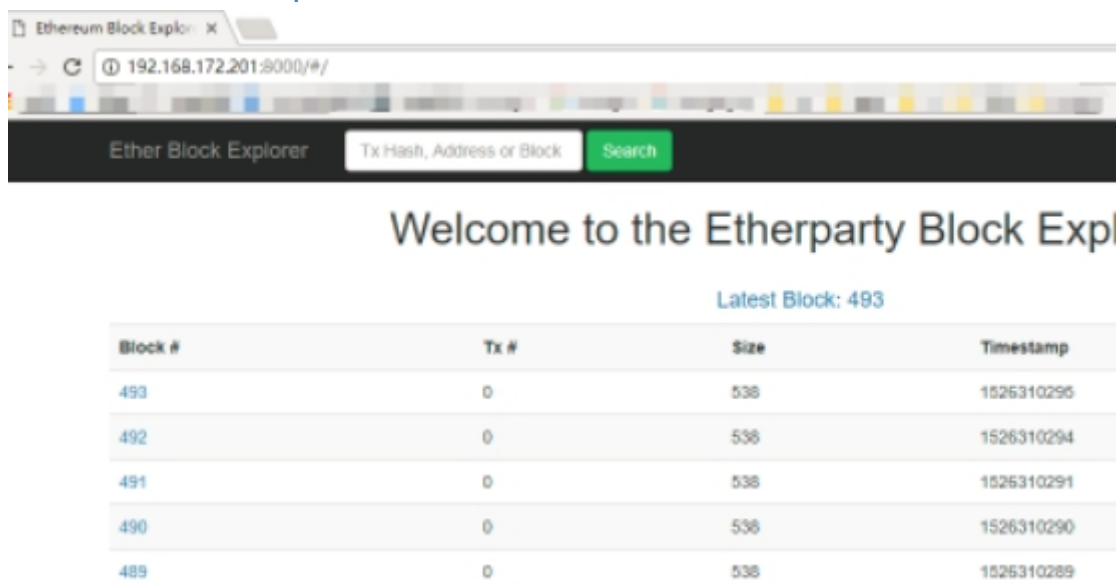 Ethereum Block Explor
192.168.172.201:8000/#/
Ether Block Explorer Tx Hash, Address or Block Search
Welcome to the Etherparty Block Expl
Latest Block: 493
Block # Tx # Size Timestamp
493 0 538 1526310295
492 0 538 1526310294
491 0 538 1526310291
490 0 538 1526310290
489 0 538 1526310289